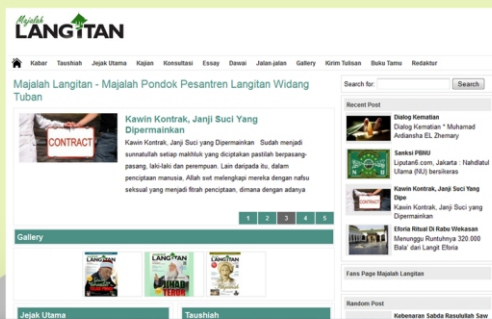 Majalah
LANGITAN
Kabar Taushiah Jejak Utama Kajian Konsultasi Essay Dawai Jalan-jalan Gallery Kirim Tulisan Buku Tamu Redaktur
Majalah Langitan - Majalah Pondok Pesantren Langitan Widang
Tuban
Kawin Kontrak, Janji Suci Yang
Dipermainkan
CONTRACT
Kawin Kontrak, Janji Suci Yang Dipermainkan Sudah menjadi
sunnatullah setiap makhluk yang diciptakan pastilah berpasang-
pasang, laki-laki dan perempuan. Lain daripada itu, dalam
penciptaan manusia, Allah swt melengkapi mereka dengan nafsu
seksual yang menjadi fitrah penciptaan, dimana dengan adanya
1 2 3 4 5
Gallery
LANGITAN
LANGITAN
JIHAD
TEROR
LANGITAN
Jejak Utama
Taushiah
Search for:
Search
Recent Post
Dialog Kematian
Dialog Kematian * Muhamad
Ardiansha EL Zhemary
Sanksi PBNU
Liputan6.com, Jakarta : Nahdlatul
Ulama (NU) bersikeras
Kawin Kontrak, Janji Suci Yang
Dipe
Kawin Kontrak, Janji Suci Yang
Dipermainkan
Eforia Ritual Di Rabu Wekasan
Menunggu Runtuhnya 320.000
Bala' dari Langit Eforia
Fans Page Majalah Langitan
Random Post
Kebenaran Sabda Rasulullah Saw